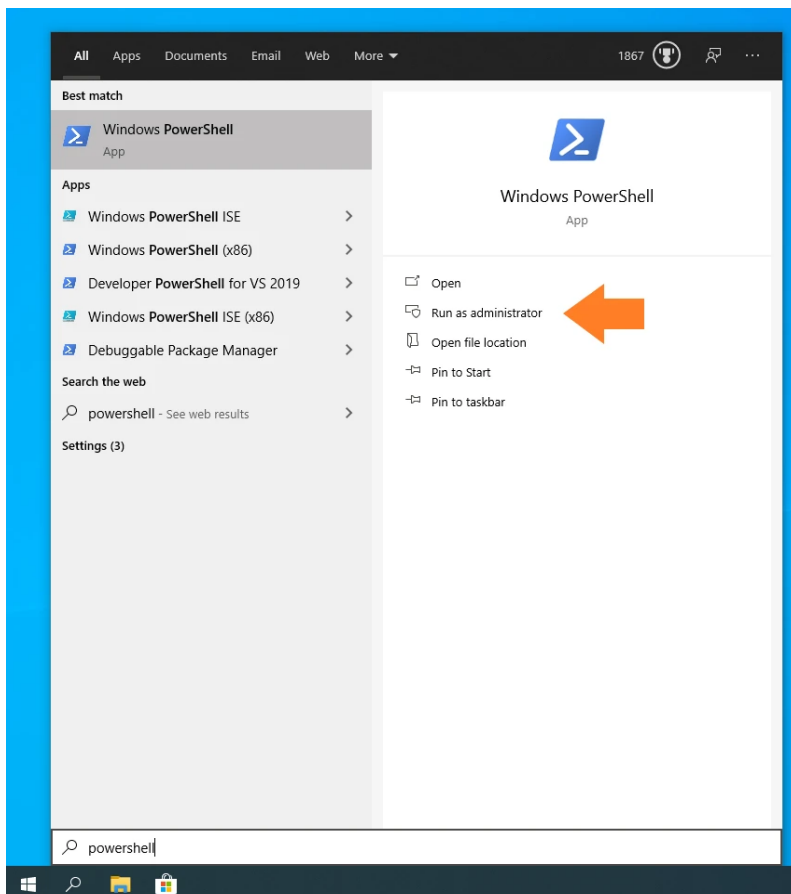 All Apps Documents Email Web More 1867 ...
Best match
Windows PowerShell
App
Apps
Windows PowerShell ISE
Windows PowerShell (x86)
Developer PowerShell for VS 2019
Windows PowerShell ISE (x86)
Debuggable Package Manager
Search the web
powershell - See web results
Settings (3)
Windows PowerShell
App
Open
Run as administrator
Open file location
Pin to Start
Pin to taskbar
powershell